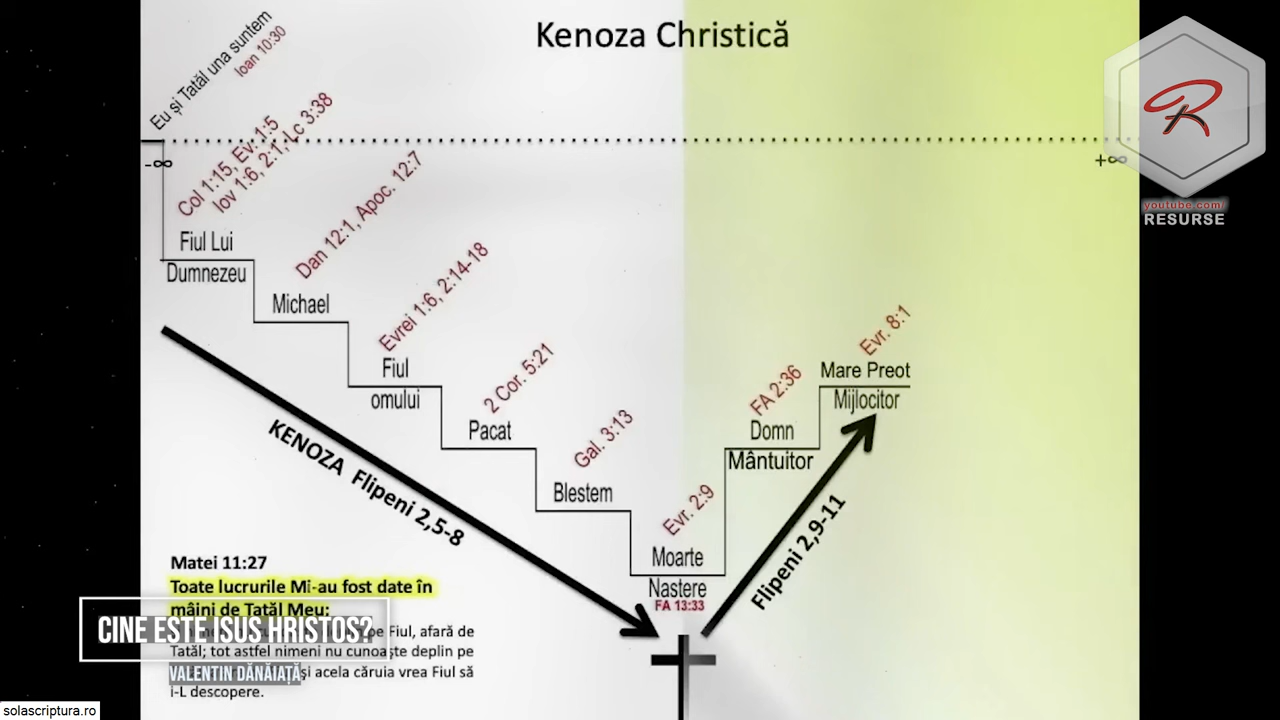 Kenoza Christică
Eu și Tatăl una suntem
Ioan 10:30
-∞
+∞
youtube.com/
RESURSE
Col 1:15, Ev. 1:5
Iov 1:6, 2:1, Lc 3:38
Fiul Lui
Dumnezeu
Dan 12:1, Apoc. 12:7
Michael
Evrei 1:6, 2:14-18
Fiul
omului
2 Cor. 5:21
Pacat
Gal. 3:13
Blestem
Evr. 2:9
Moarte
Nastere
FA 13:33
FA 2:36
Domn
Mântuitor
Evr. 8:1
Mare Preot
Mijlocitor
KENOZA Flipeni 2,5-8
Flipeni 2,9-11
Matei 11:27
Toate lucrurile Mi-au fost date în
mâini de Tatăl Meu:
pe Fiul, afară de
Tatăl; tot astfel nimeni nu cunoaște deplin pe
și acela căruia vrea Fiul să
i-L descopere.
CINE ESTE ISUS HRISTOS?
VALENTIN DĂNĂIAȚĂ
solascriptura.ro